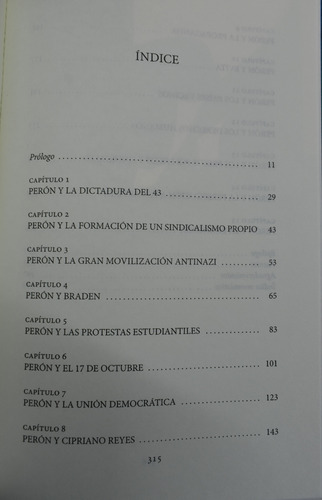 ÍNDICE
Prólogo ........................................ 11
CAPÍTULO 1
PERÓN Y LA DICTADURA DEL 43 .................... 29
CAPÍTULO 2
PERÓN Y LA FORMACIÓN DE UN SINDICALISMO PROPIO 43
CAPÍTULO 3
PERÓN Y LA GRAN MOVILIZACIÓN ANTINAZI .......... 53
CAPÍTULO 4
PERÓN Y BRADEN ................................. 65
CAPÍTULO 5
PERÓN Y LAS PROTESTAS ESTUDIANTILES ............ 83
CAPÍTULO 6
PERÓN Y EL 17 DE OCTUBRE ....................... 101
CAPÍTULO 7
PERÓN Y LA UNIÓN DEMOCRÁTICA ................... 123
CAPÍTULO 8
PERÓN Y CIPRIANO REYES ......................... 143
315